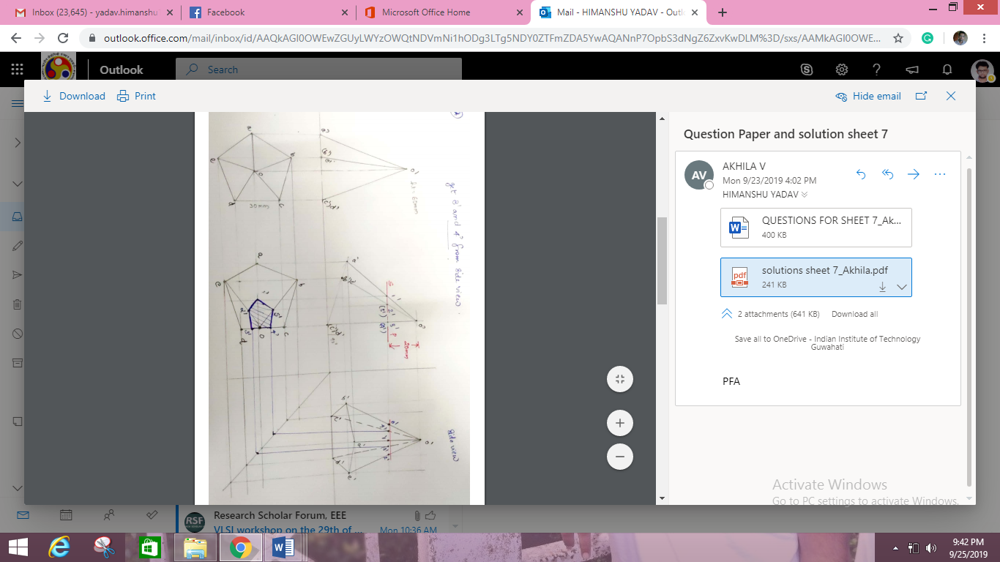 Inbox (23,645) - yadav.himanshu
Facebook
Microsoft Office Home
Mail - HIMANSHU YADAV - Outl
outlook.office.com/mail/inbox/id/AAQkAGI0OWEwZGUyLWYzOWQtNDVmNi1hODg3LTg5NDY0ZTFmZDA5YwAQANnP7OpbS3dNgZ6ZxvKwDLM%3D/sxs/AAMkAGI0OWE...
Outlook
Search
Download
Print
Hide email
Question Paper and solution sheet 7
AV
AKHILA V
Mon 9/23/2019 4:02 PM
HIMANSHU YADAV
QUESTIONS FOR SHEET 7_Ak...
400 KB
pdf
solutions sheet 7_Akhila.pdf
241 KB
2 attachments (641 KB) Download all
Save all to OneDrive - Indian Institute of Technology
Guwahati
PFA
get 3' and 4' from side view.
30mm
20mm
side view
Activate Windows
Go to PC settings to activate Windows.
RSF
Research Scholar Forum, EEE
VLSI workshop on the 29th of ...
Mon 10:36 AM
9:42 PM
9/25/2019